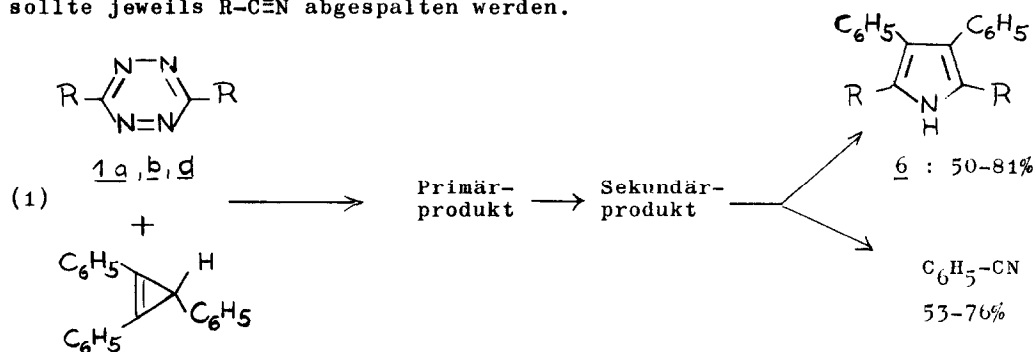 sollte jeweils R-C≡N abgespalten werden.
C₆H₅ C₆H₅
N N
R R
N=N
R N R
H
1a, b, d
6 : 50-81%
(1)
Primär-
produkt
Sekundär-
produkt
+
C₆H₅ H
C₆H₅
C₆H₅
C₆H₅-CN
53-76%